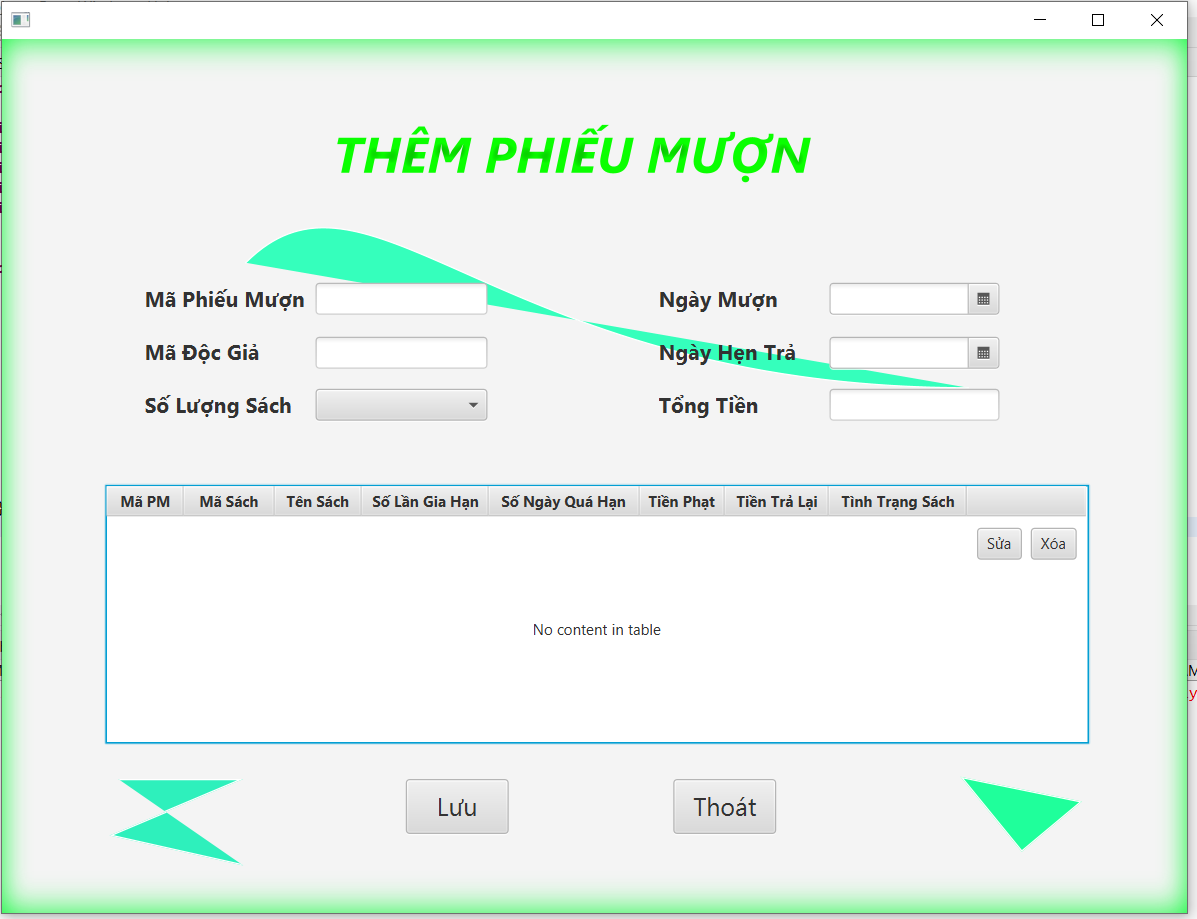 THÊM PHIẾU MƯỢN
Mã Phiếu Mượn
Ngày Mượn
Mã Độc Giả
Ngày Hẹn Trả
Số Lượng Sách
Tổng Tiền
Mã PM Mã Sách Tên Sách Số Lần Gia Hạn Số Ngày Quá Hạn Tiền Phạt Tiền Trả Lại Tình Trạng Sách
Sửa Xóa
No content in table
Lưu Thoát